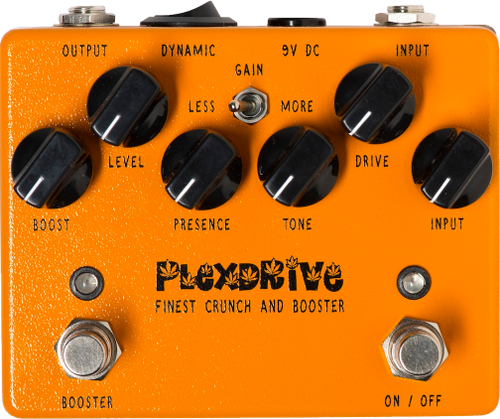 OUTPUT DYNAMIC 9V DC INPUT
GAIN
LESS MORE
LEVEL DRIVE
BOOST PRESENCE TONE INPUT
PLEXDRIVE
FINEST CRUNCH AND BOOSTER
BOOSTER ON / OFF